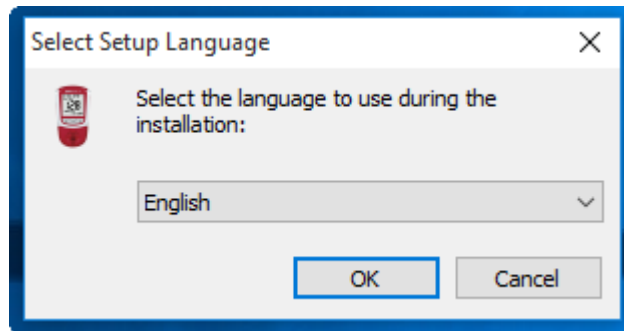 Select Setup Language
Select the language to use during the
installation:
English
OK
Cancel